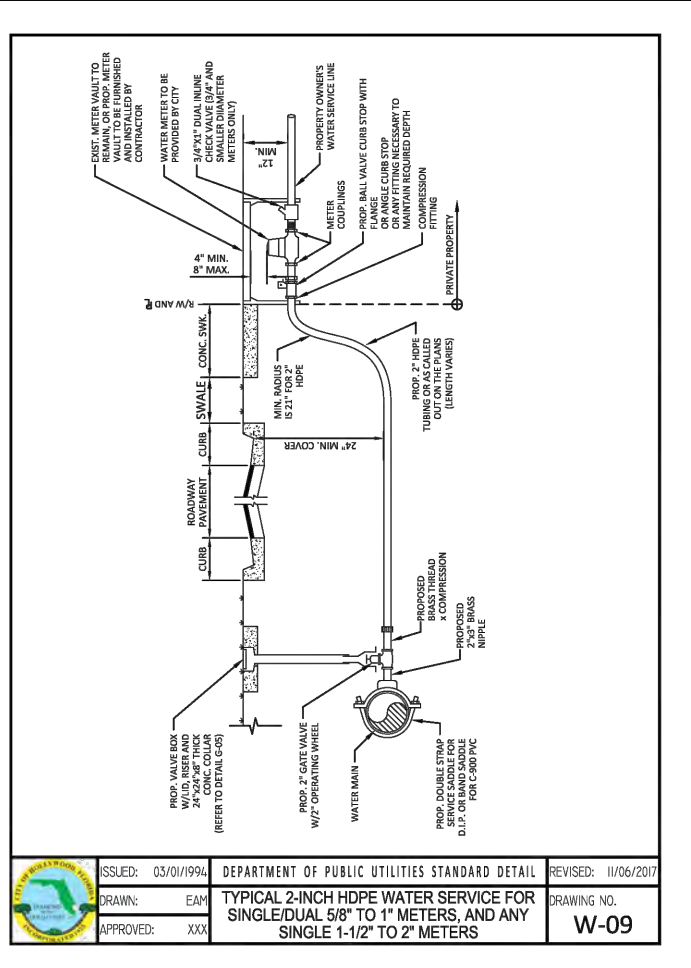 EXIST. METER VAULT TO
REMAIN, OR PROP. METER
VAULT TO BE FURNISHED
AND INSTALLED BY
CONTRACTOR
WATER METER TO BE
PROVIDED BY CITY
3/4"X1" DUAL INLINE
CHECK VALVE (3/4" AND
SMALLER DIIAMETER
METERS ONLY)
12"
MIN.
PROPERTY OWNER'S
WATER SERVICE LINE
4" MIN.
8" MAX.
METER
COUPLINGS
PROP. BALL VALVE CURB STOP WITH
FLANGE
OR ANGLE CURB STOP
OR ANY FITTING NECESSARY TO
MAINTAIN REQUIRED DEPTH
COMPRESSION
FITTING
PRIVATE PROPERTY
R/W AND PL
CONC. SWK.
SWALE
CURB
ROADWAY
PAVEMENT
CURB
MIN. RADIUS
IS 21" FOR 2"
HDPE
24" MIN. COVER
PROP. 2" HDPE
TUBING OR AS CALLED
OUT ON THE PLANS
(LENGTH VARIES)
PROPOSED
BRASS THREAD
x COMPRESSION
PROPOSED
2"x3" BRASS
NIPPLE
PROP. VALVE BOX
W/LID, RISER AND
24"x24"x8" THICK
CONC. COLLAR
(REFER TO DETAIL G-05)
PROP. 2" GATE VALVE
W/2" OPERATING WHEEL
WATER MAIN
PROP. DOUBLE STRAP
SERVICE SADDLE FOR
D.I.P. OR BAND SADDLE
FOR C-900 PVC
CITY OF HOLLYWOOD, FLORIDA
DIAMOND
INCORPORATED 1925
ISSUED: 03/01/1994
DRAWN: EAM
APPROVED: XXX
DEPARTMENT OF PUBLIC UTILITIES STANDARD DETAIL
TYPICAL 2-INCH HDPE WATER SERVICE FOR
SINGLE/DUAL 5/8" TO 1" METERS, AND ANY
SINGLE 1-1/2" TO 2" METERS
REVISED: 11/06/2017
DRAWING NO.
W-09